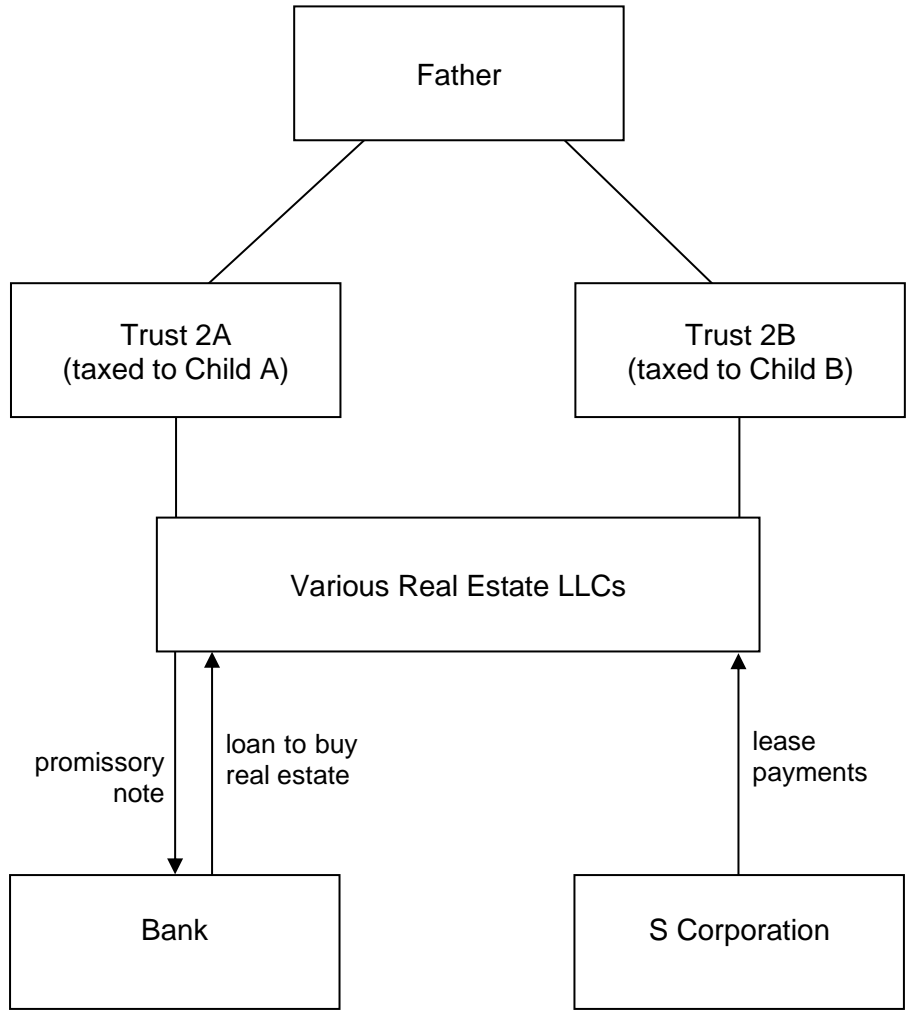 Father
Trust 2A
(taxed to Child A)
Trust 2B
(taxed to Child B)
Various Real Estate LLCs
promissory
note
loan to buy
real estate
lease
payments
Bank
S Corporation